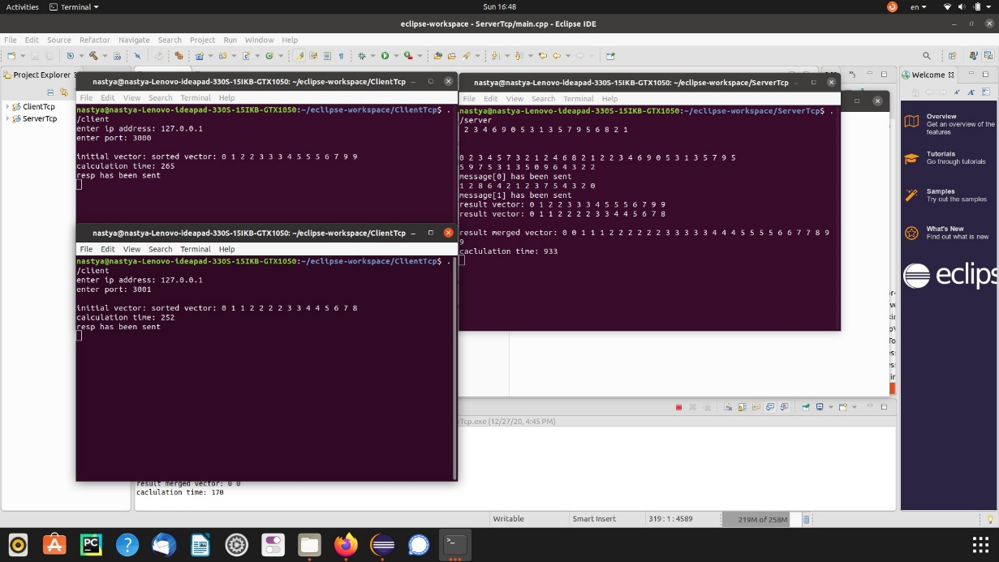 Activities Terminal Sun 16:48 en
eclipse-workspace - ServerTcp/main.cpp - Eclipse IDE
File Edit Source Refactor Navigate Search Project Run Window Help
Project Explorer
ClientTcp
ServerTcp
nastya@nastya-Lenovo-ideapad-330S-15IKB-GTX1050: ~/eclipse-workspace/ClientTcp
File Edit View Search Terminal Help
nastya@nastya-Lenovo-ideapad-330S-15IKB-GTX1050:~/eclipse-workspace/ClientTcp$ .
/client
enter ip address: 127.0.0.1
enter port: 3000
initial vector: sorted vector: 0 1 2 2 3 3 3 4 5 5 5 6 7 9 9
calculation time: 265
resp has been sent
nastya@nastya-Lenovo-ideapad-330S-15IKB-GTX1050: ~/eclipse-workspace/ClientTcp
File Edit View Search Terminal Help
nastya@nastya-Lenovo-ideapad-330S-15IKB-GTX1050:~/eclipse-workspace/ClientTcp$ .
/client
enter ip address: 127.0.0.1
enter port: 3001
initial vector: sorted vector: 0 1 1 2 2 2 2 3 3 4 4 5 6 7 8
calculation time: 252
resp has been sent
nastya@nastya-Lenovo-ideapad-330S-15IKB-GTX1050: ~/eclipse-workspace/ServerTcp
File Edit View Search Terminal Help
nastya@nastya-Lenovo-ideapad-330S-15IKB-GTX1050:~/eclipse-workspace/ServerTcp$ .
/server
2 3 4 6 9 0 5 3 1 3 5 7 9 5 6 8 2 1
0 2 3 4 5 7 3 2 1 2 4 6 8 2 1 2 2 3 4 6 9 0 5 3 1 3 5 7 9 5
5 9 7 5 3 1 3 5 0 9 6 4 3 2 2
message[0] has been sent
1 2 8 6 4 2 1 2 3 7 5 4 3 2 0
message[1] has been sent
result vector: 0 1 2 2 3 3 3 4 5 5 5 6 7 9 9
result vector: 0 1 1 2 2 2 2 3 3 4 4 5 6 7 8
result merged vector: 0 0 1 1 1 2 2 2 2 2 2 3 3 3 3 3 4 4 4 5 5 5 5 6 6 7 7 8 9
9
caclulation time: 933
Welcome
Overview
Get an overview of the
features
Tutorials
Go through tutorials
Samples
Try out the samples
What's New
Find out what is new
eclips
Tcp.exe (12/27/20, 4:45 PM)
result merged vector: 0 0
caclulation time: 170
Writable Smart Insert 319 : 1 : 4589 219M of 258M
PC